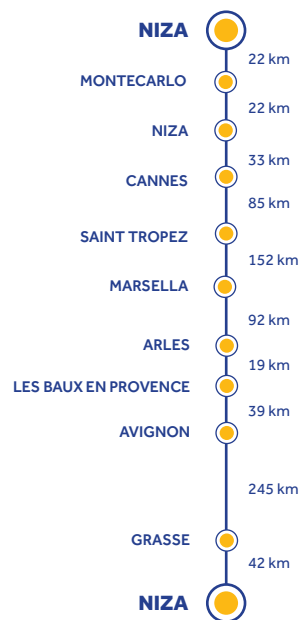 NIZA
22 km
MONTECARLO
22 km
NIZA
33 km
CANNES
85 km
SAINT TROPEZ
152 km
MARSELLA
92 km
ARLES
19 km
LES BAUX EN PROVENCE
39 km
AVIGNON
245 km
GRASSE
42 km
NIZA